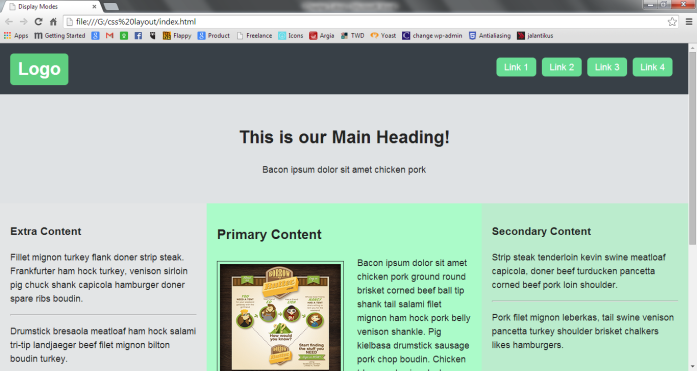 Display Modes
file:///G:/css%20layout/index.html
Apps Getting Started Flappy Product Freelance Icons Argia TWD Yoast change wp-admin Antialiasing jalantikus
Logo
Link 1 Link 2 Link 3 Link 4
This is our Main Heading!
Bacon ipsum dolor sit amet chicken pork
Extra Content
Fillet mignon turkey flank doner strip steak.
Frankfurter ham hock turkey, venison sirloin
pig chuck shank capicola hamburger doner
spare ribs boudin.
Drumstick bresaola meatloaf ham hock salami
tri-tip landjaeger beef filet mignon bilton
boudin turkey.
Primary Content
How would
you know?
Start finding
the stuff you
NEED
Bacon ipsum dolor sit amet
chicken pork ground round
brisket corned beef ball tip
shank tail salami filet
mignon ham hock pork belly
venison shankle. Pig
kielbasa drumstick sausage
pork chop boudin. Chicken
Secondary Content
Strip steak tenderloin kevin swine meatloaf
capicola, doner beef turducken pancetta
corned beef pork loin shoulder.
Pork filet mignon leberkas, tail swine venison
pancetta turkey shoulder brisket chalkers
likes hamburgers.